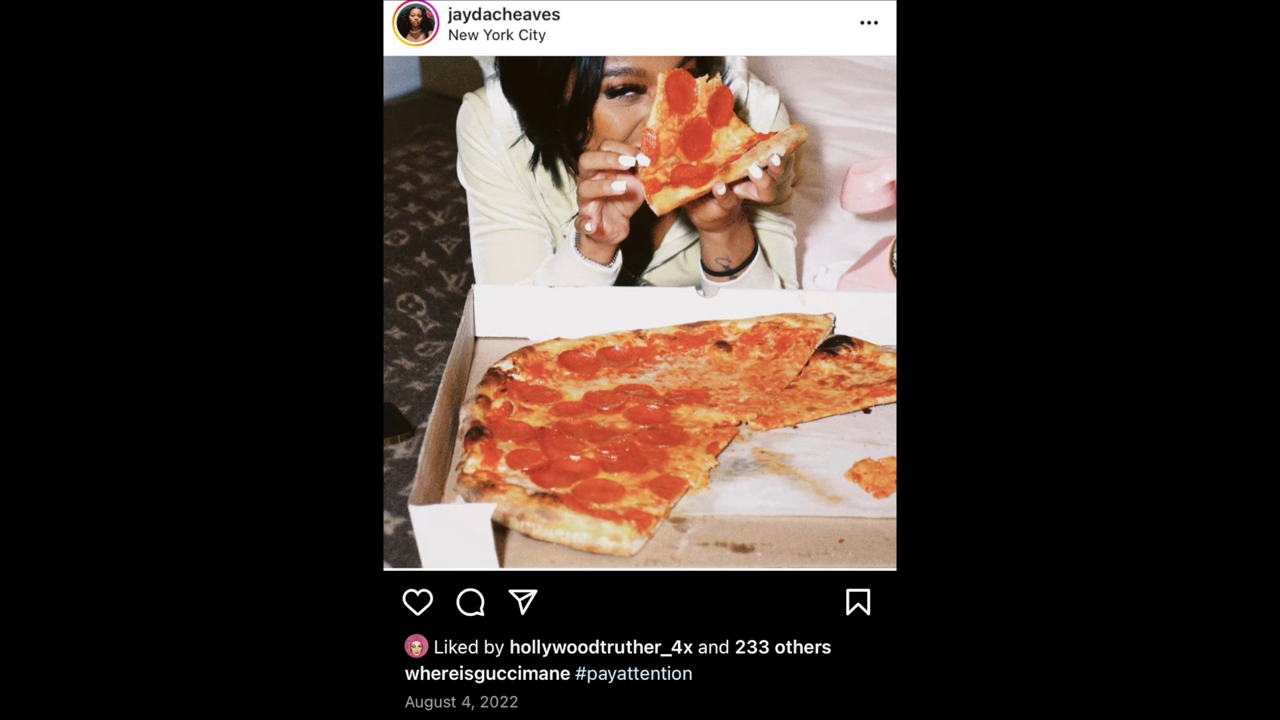 jaydacheaves
New York City
Liked by hollywoodtruther_4x and 233 others
whereisguccimane #payattention
August 4, 2022